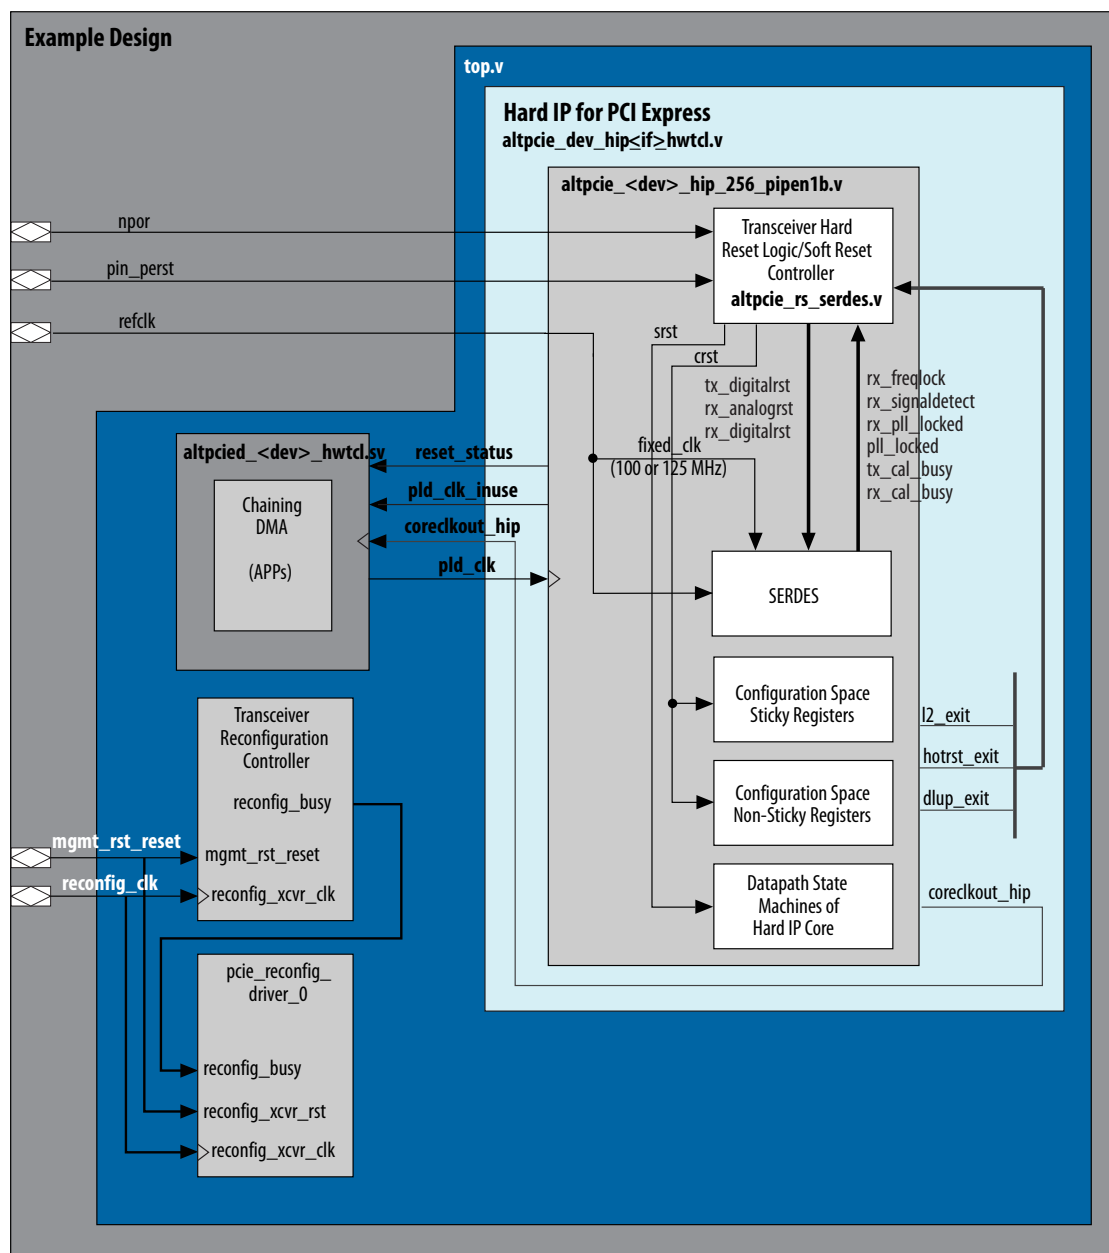 Example Design
top.v
Hard IP for PCI Express
altpcie_dev_hip<if>hwtcl.v
altpcie_<dev>_hip_256_pipen1b.v
npor
pin_perst
refclk
Transceiver Hard
Reset Logic/Soft Reset
Controller
altpcie_rs_serdes.v
srst
crst
tx_digitalrst
rx_analogrst
rx_digitalrst
rx_freqlock
rx_signaldetect
rx_pll_locked
pll_locked
tx_cal_busy
rx_cal_busy
fixed_clk
(100 or 125 MHz)
altpcied_<dev>_hwtcl.sv
reset_status
pld_clk_inuse
coreclkout_hip
pld_clk
Chaining
DMA
(APPs)
SERDES
Configuration Space
Sticky Registers
l2_exit
hotrst_exit
dlup_exit
Configuration Space
Non-Sticky Registers
Datapath State
Machines of
Hard IP Core
coreclkout_hip
Transceiver
Reconfiguration
Controller
reconfig_busy
mgmt_rst_reset
mgmt_rst_reset
reconfig_clk
reconfig_xcvr_clk
pcie_reconfig_
driver_0
reconfig_busy
reconfig_xcvr_rst
reconfig_xcvr_clk